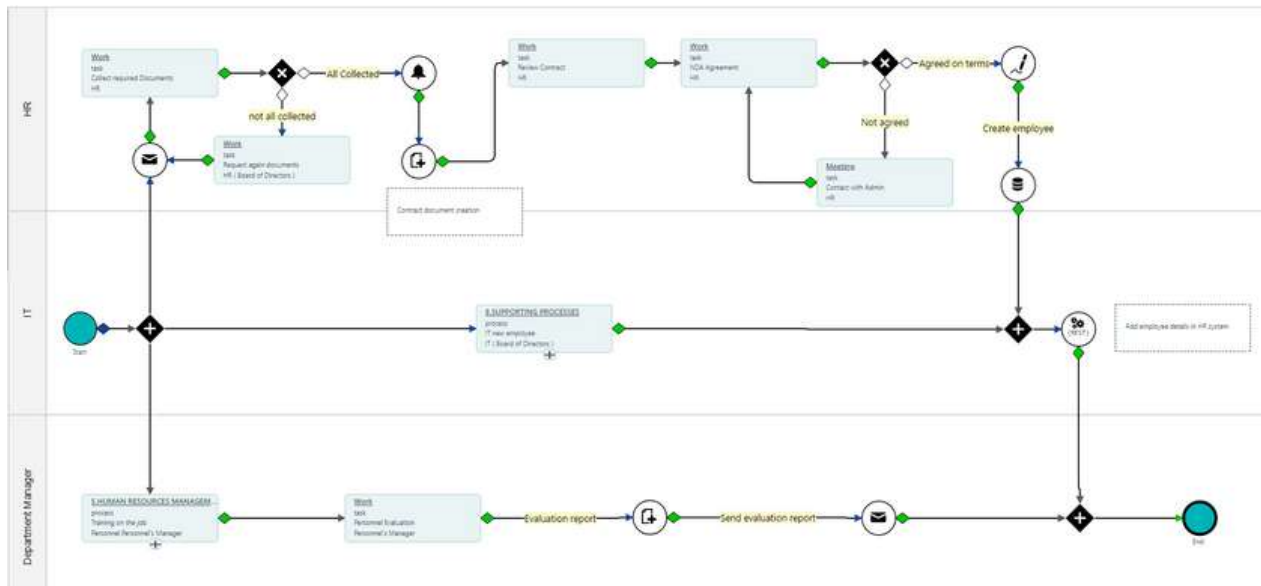 HR
Work
task
Collect required Documents
HR
All Collected
not all collected
Work
task
Request again documents
HR ( Board of Directors )
Contract document creation
Work
task
Review Contract
HR
Work
task
NDA Agreement
HR
Agreed on terms
Not agreed
Create employee
Meeting
task
Contact with Admin
HR
IT
Start
8.SUPPORTING PROCESSES
process
IT new employee
IT ( Board of Directors )
(REST)
Add employee details in HR system
Department Manager
5.HUMAN RESOURCES MANAGEM...
process
Training on the job
Personnel Personnel's Manager
Work
task
Personnel Evaluation
Personnel's Manager
Evaluation report
Send evaluation report
End